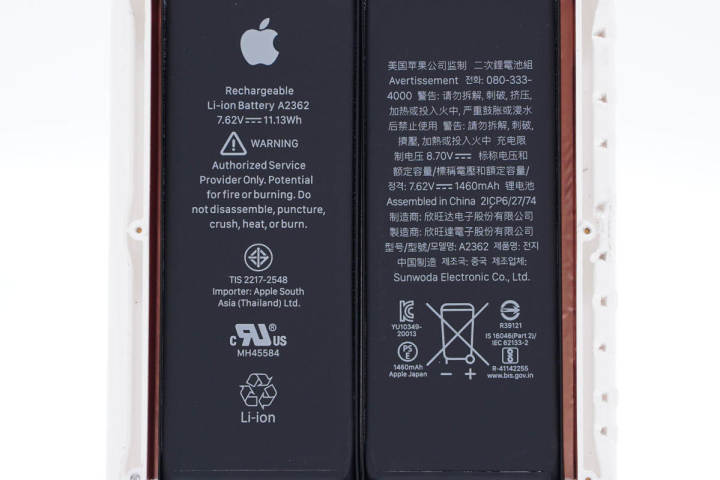 Rechargeable
Li-ion Battery A2362
7.62V⎓ 11.13Wh
WARNING
Authorized Service
Provider Only. Potential
for fire or burning. Do
not disassemble, puncture,
crush, heat, or burn.
TIS 2217-2548
Importer: Apple South
Asia (Thailand) Ltd.
c RU US ®
MH45584
Li-ion
美国苹果公司监制 二次鋰電池組
Avertissement 전화: 080-333-
4000 警告: 请勿拆解, 刺破, 挤压,
加热或投入火中, 严重鼓胀或浸水
后禁止使用 警告: 請勿拆解, 刺破,
擠壓, 加熱或投入火中 充电限
制电压 8.70V⎓ 标称电压和
额定容量/標稱電壓和額定容量/
정격: 7.62V⎓ 1460mAh 锂电池
Assembled in China 2ICP6/27/74
制造商: 欣旺达电子股份有限公司
製造商: 欣旺達電子股份有限公司
型号/型號/모델명: A2362 제품명: 전지
中国制造 제조국: 중국 제조업체:
Sunwoda Electronic Co., Ltd.
YU10349-
20013
PS
E
1460mAh
Apple Japan
R39121
IS 16046(Part 2)/
IEC 62133-2
R-41142255
www.bis.gov.in